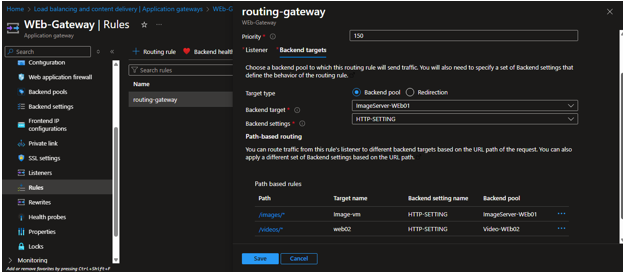 Home > Load balancing and content delivery | Application gateways > WEb-G
WEb-Gateway | Rules
Application gateway
Search
Configuration
Web application firewall
Backend pools
Backend settings
Frontend IP
configurations
Private link
SSL settings
Listeners
Rules
Rewrites
Health probes
Properties
Locks
Monitoring
Add or remove favorites by pressing Ctrl+Shift+F
+ Routing rule
Backend health
Search rules
Name
routing-gateway
routing-gateway
WEb-Gateway
Priority *
150
* Listener
* Backend targets
Choose a backend pool to which this routing rule will send traffic. You will also need to specify a set of Backend settings that
define the behavior of the routing rule.
Target type
Backend pool
Redirection
Backend target *
ImageServer-WEb01
Backend settings *
HTTP-SETTING
Path-based routing
You can route traffic from this rule's listener to different backend targets based on the URL path of the request. You can also
apply a different set of Backend settings based on the URL path.
Path based rules
Path Target name Backend setting name Backend pool
/images/* Image-vm HTTP-SETTING ImageServer-WEb01 ...
/videos/* web02 HTTP-SETTING Video-WEb02 ...
Save
Cancel